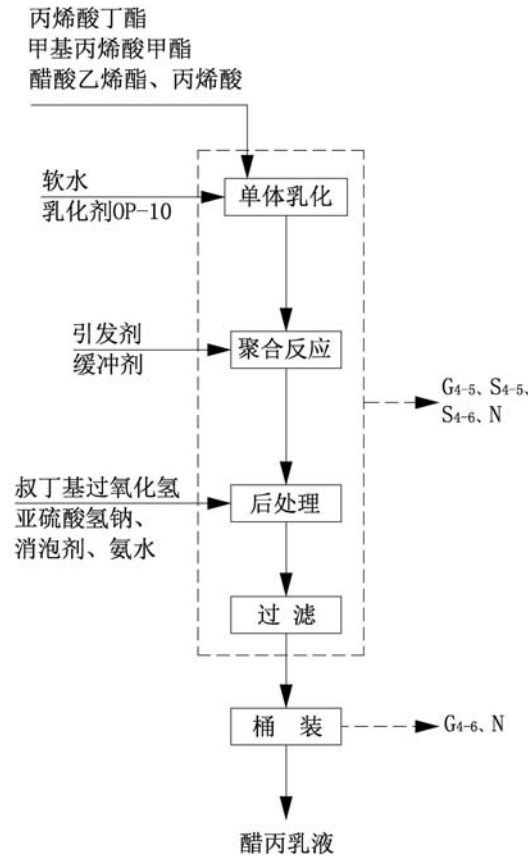 丙烯酸丁酯
甲基丙烯酸甲酯
醋酸乙烯酯、丙烯酸
软水
乳化剂OP-10
单体乳化
引发剂
缓冲剂
聚合反应
G4-5、S4-5、
S4-6、N
叔丁基过氧化氢
亚硫酸氢钠、
消泡剂、氨水
后处理
过 滤
桶 装
G4-6、N
醋丙乳液